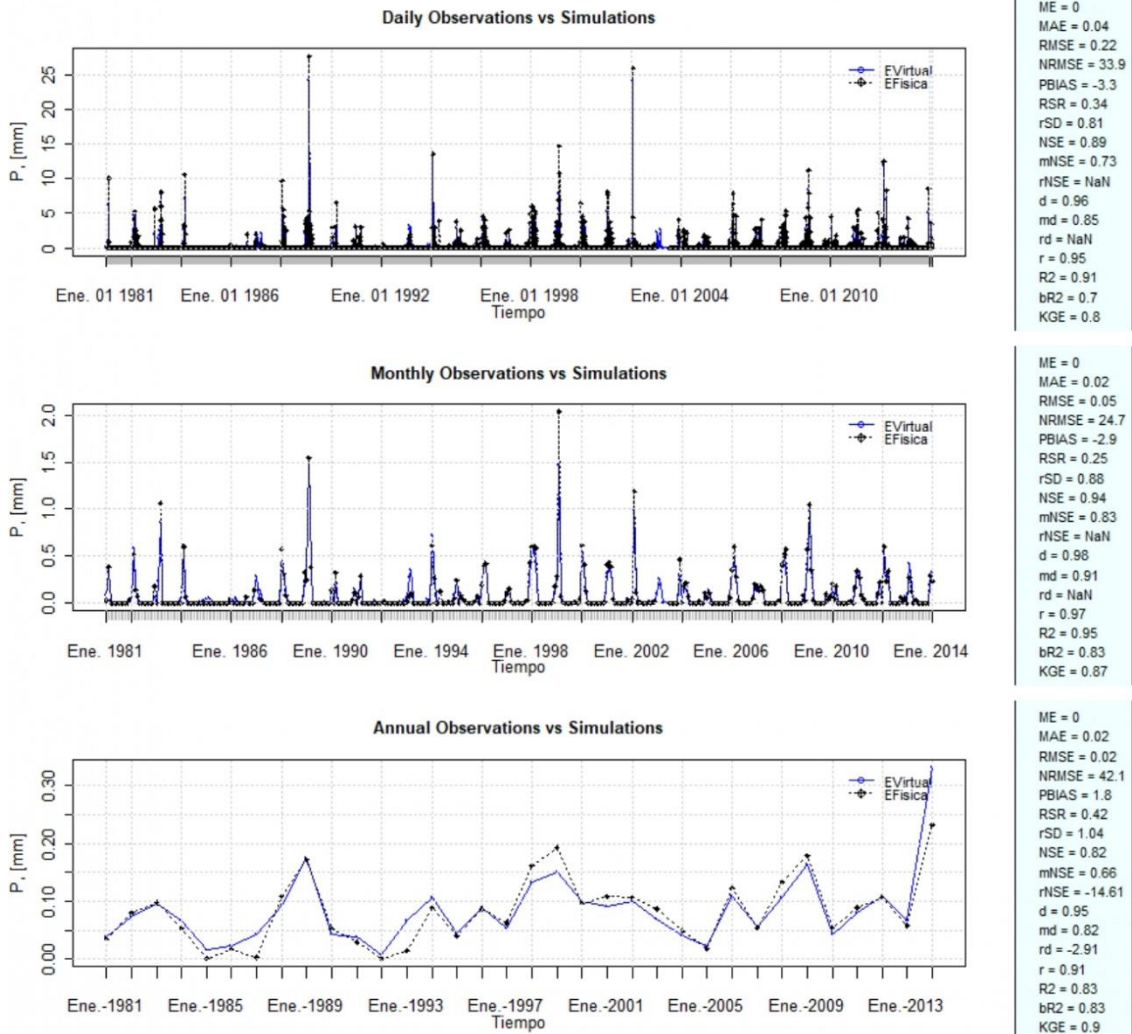 Daily Observations vs Simulations
P, [mm]
25
20
15
10
5
0
EVirtual
EFisica
Ene. 01 1981 Ene. 01 1986 Ene. 01 1992 Ene. 01 1998 Ene. 01 2004 Ene. 01 2010
Tiempo
ME = 0
MAE = 0.04
RMSE = 0.22
NRMSE = 33.9
PBIAS = -3.3
RSR = 0.34
rSD = 0.81
NSE = 0.89
mNSE = 0.73
rNSE = NaN
d = 0.96
md = 0.85
rd = NaN
r = 0.95
R2 = 0.91
bR2 = 0.7
KGE = 0.8
Monthly Observations vs Simulations
P, [mm]
2.0
1.5
1.0
0.5
0.0
EVirtual
EFisica
Ene. 1981 Ene. 1986 Ene. 1990 Ene. 1994 Ene. 1998 Ene. 2002 Ene. 2006 Ene. 2010 Ene. 2014
Tiempo
ME = 0
MAE = 0.02
RMSE = 0.05
NRMSE = 24.7
PBIAS = -2.9
RSR = 0.25
rSD = 0.88
NSE = 0.94
mNSE = 0.83
rNSE = NaN
d = 0.98
md = 0.91
rd = NaN
r = 0.97
R2 = 0.95
bR2 = 0.83
KGE = 0.87
Annual Observations vs Simulations
P, [mm]
0.30
0.20
0.10
0.00
EVirtual
EFisica
Ene.-1981 Ene.-1985 Ene.-1989 Ene.-1993 Ene.-1997 Ene.-2001 Ene.-2005 Ene.-2009 Ene.-2013
Tiempo
ME = 0
MAE = 0.02
RMSE = 0.02
NRMSE = 42.1
PBIAS = 1.8
RSR = 0.42
rSD = 1.04
NSE = 0.82
mNSE = 0.66
rNSE = -14.61
d = 0.95
md = 0.82
rd = -2.91
r = 0.91
R2 = 0.83
bR2 = 0.83
KGE = 0.9